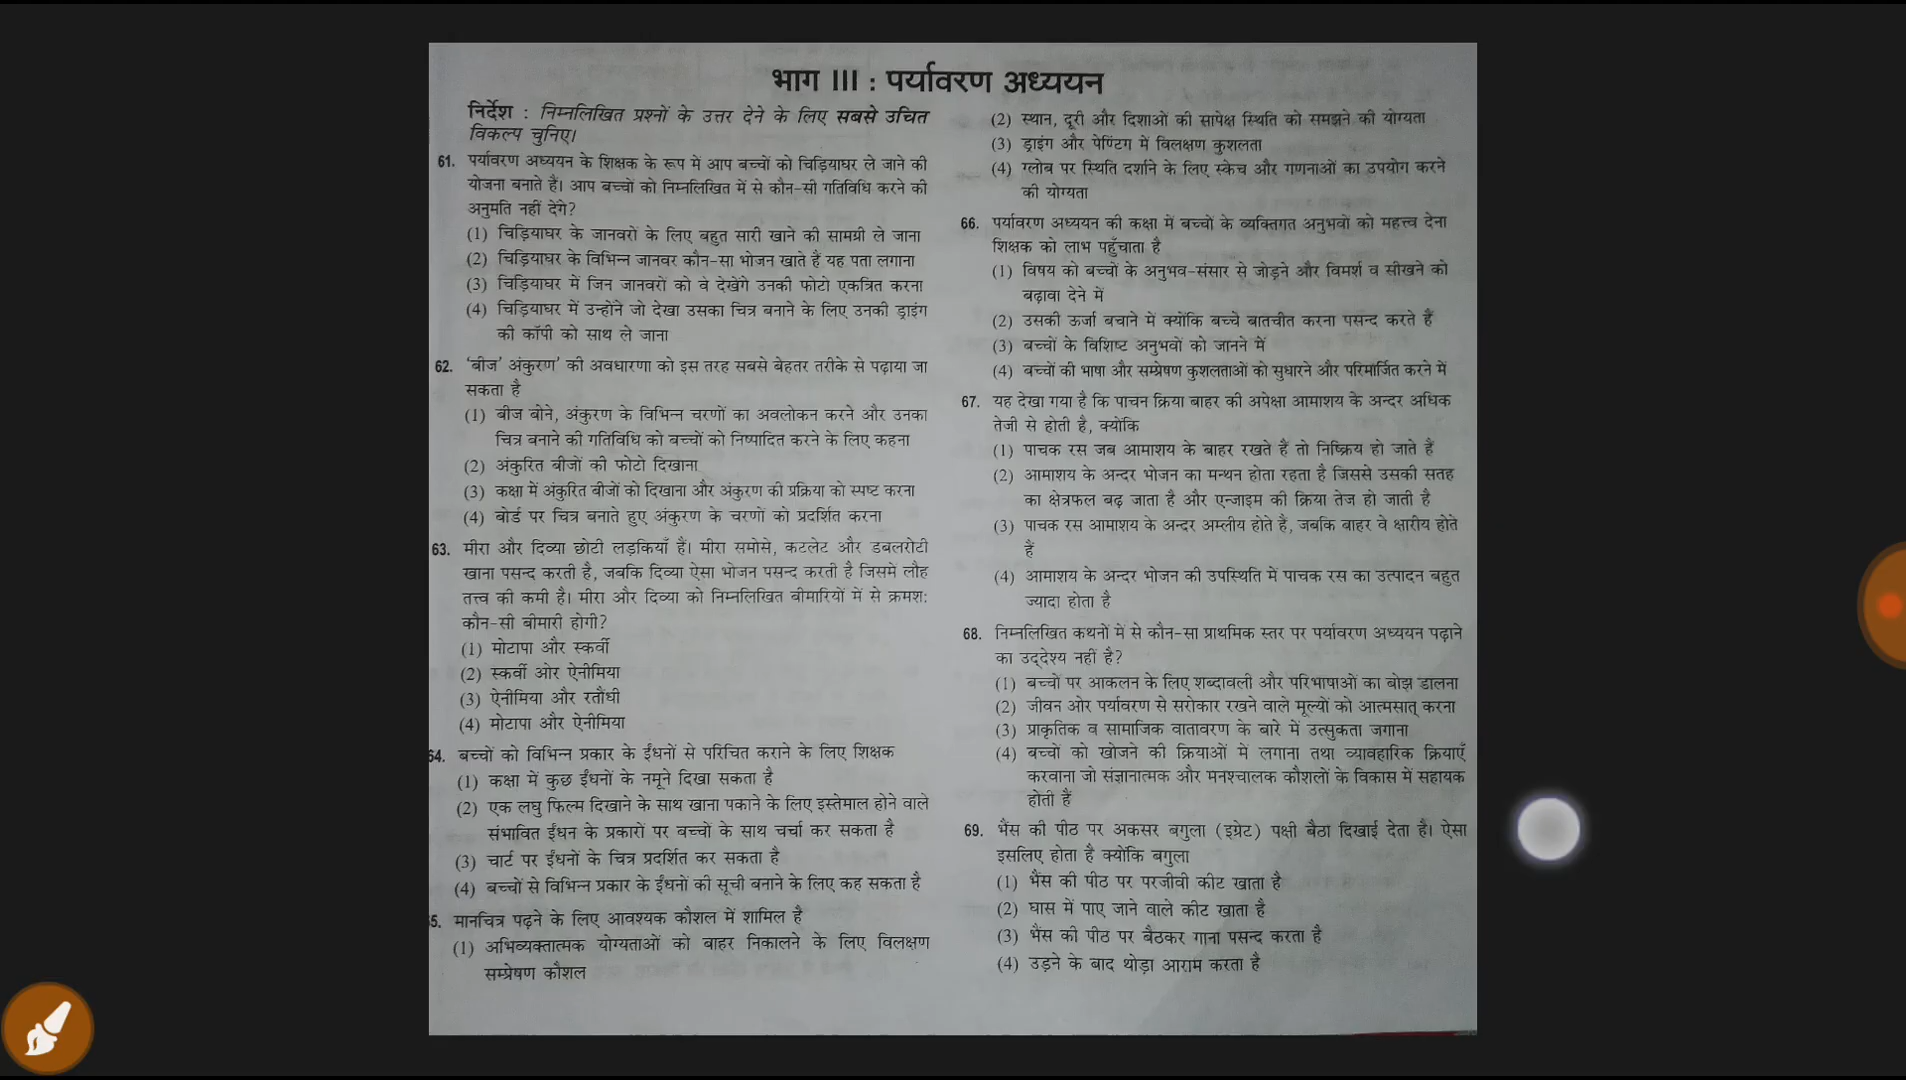 भाग III : पर्यावरण अध्ययन
निर्देश : निम्नलिखित प्रश्नों के उत्तर देने के लिए सबसे उचित
विकल्प चुनिए।
61. पर्यावरण अध्ययन के शिक्षक के रूप में आप बच्चों को चिड़ियाघर ले जाने की
योजना बनाते हैं। आप बच्चों को निम्नलिखित में से कौन-सी गतिविधि करने की
अनुमति नहीं देंगे?
(1) चिड़ियाघर के जानवरों के लिए बहुत सारी खाने की सामग्री ले जाना
(2) चिड़ियाघर के विभिन्न जानवर कौन-सा भोजन खाते हैं यह पता लगाना
(3) चिड़ियाघर में जिन जानवरों को वे देखेंगे उनकी फोटो एकत्रित करना
(4) चिड़ियाघर में उन्होंने जो देखा उसका चित्र बनाने के लिए उनकी ड्राइंग
की कॉपी को साथ ले जाना
62. 'बीज' अंकुरण' की अवधारणा को इस तरह सबसे बेहतर तरीके से पढ़ाया जा
सकता है
(1) बीज बोने, अंकुरण के विभिन्न चरणों का अवलोकन करने और उनका
चित्र बनाने की गतिविधि को बच्चों को निष्पादित करने के लिए कहना
(2) अंकुरित बीजों की फोटो दिखाना
(3) कक्षा में अंकुरित बीजों को दिखाना और अंकुरण की प्रक्रिया को स्पष्ट करना
(4) बोर्ड पर चित्र बनाते हुए अंकुरण के चरणों को प्रदर्शित करना
63. मीरा और दिव्या छोटी लड़कियाँ हैं। मीरा समोसे, कटलेट और डबलरोटी
खाना पसन्द करती है, जबकि दिव्या ऐसा भोजन पसन्द करती है जिसमें लौह
तत्त्व की कमी है। मीरा और दिव्या को निम्नलिखित बीमारियों में से क्रमश:
कौन-सी बीमारी होगी?
(1) मोटापा और स्कर्वी
(2) स्कर्वी ओर ऐनीमिया
(3) ऐनीमिया और रतौंधी
(4) मोटापा और ऐनीमिया
64. बच्चों को विभिन्न प्रकार के ईंधनों से परिचित कराने के लिए शिक्षक
(1) कक्षा में कुछ ईंधनों के नमूने दिखा सकता है
(2) एक लघु फिल्म दिखाने के साथ खाना पकाने के लिए इस्तेमाल होने वाले
संभावित ईंधन के प्रकारों पर बच्चों के साथ चर्चा कर सकता है
(3) चार्ट पर ईंधनों के चित्र प्रदर्शित कर सकता है
(4) बच्चों से विभिन्न प्रकार के ईंधनों की सूची बनाने के लिए कह सकता है
5. मानचित्र पढ़ने के लिए आवश्यक कौशल में शामिल है
(1) अभिव्यक्तात्मक योग्यताओं को बाहर निकालने के लिए विलक्षण
सम्प्रेषण कौशल
(2) स्थान, दूरी और दिशाओं की सापेक्ष स्थिति को समझने की योग्यता
(3) ड्राइंग और पेण्टिंग में विलक्षण कुशलता
(4) ग्लोब पर स्थिति दर्शाने के लिए स्केच और गणनाओं का उपयोग करने
की योग्यता
66. पर्यावरण अध्ययन की कक्षा में बच्चों के व्यक्तिगत अनुभवों को महत्त्व देना
शिक्षक को लाभ पहुँचाता है
(1) विषय को बच्चों के अनुभव-संसार से जोड़ने और विमर्श व सीखने को
बढ़ावा देने में
(2) उसकी ऊर्जा बचाने में क्योंकि बच्चे बातचीत करना पसन्द करते हैं
(3) बच्चों के विशिष्ट अनुभवों को जानने में
(4) बच्चों की भाषा और सम्प्रेषण कुशलताओं को सुधारने और परिमार्जित करने में
67. यह देखा गया है कि पाचन क्रिया बाहर की अपेक्षा आमाशय के अन्दर अधिक
तेजी से होती है, क्योंकि
(1) पाचक रस जब आमाशय के बाहर रखते हैं तो निष्क्रिय हो जाते हैं
(2) आमाशय के अन्दर भोजन का मन्थन होता रहता है जिससे उसकी सतह
का क्षेत्रफल बढ़ जाता है और एन्जाइम की क्रिया तेज हो जाती है
(3) पाचक रस आमाशय के अन्दर अम्लीय होते हैं, जबकि बाहर वे क्षारीय होते
हैं
(4) आमाशय के अन्दर भोजन की उपस्थिति में पाचक रस का उत्पादन बहुत
ज्यादा होता है
68. निम्नलिखित कथनों में से कौन-सा प्राथमिक स्तर पर पर्यावरण अध्ययन पढ़ाने
का उद्देश्य नहीं है?
(1) बच्चों पर आकलन के लिए शब्दावली और परिभाषाओं का बोझ डालना
(2) जीवन ओर पर्यावरण से सरोकार रखने वाले मूल्यों को आत्मसात् करना
(3) प्राकृतिक व सामाजिक वातावरण के बारे में उत्सुकता जगाना
(4) बच्चों को खोजने की क्रियाओं में लगाना तथा व्यावहारिक क्रियाएँ
करवाना जो संज्ञानात्मक और मनश्चालक कौशलों के विकास में सहायक
होती हैं
69. भैंस की पीठ पर अकसर बगुला (इग्रेट) पक्षी बैठा दिखाई देता है। ऐसा
इसलिए होता है क्योंकि बगुला
(1) भैंस की पीठ पर परजीवी कीट खाता है
(2) घास में पाए जाने वाले कीट खाता है
(3) भैंस की पीठ पर बैठकर गाना पसन्द करता है
(4) उड़ने के बाद थोड़ा आराम करता है